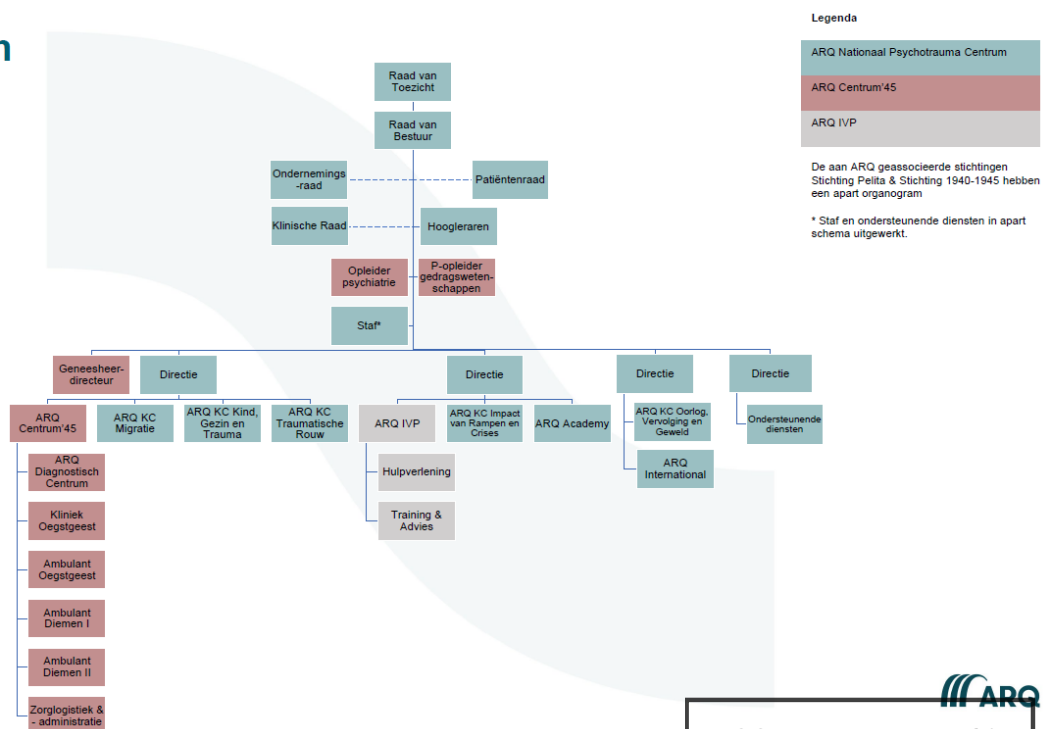 n
Legenda
ARQ Nationaal Psychotrauma Centrum
ARQ Centrum'45
ARQ IVP
De aan ARQ geassocieerde stichtingen
Stichting Pelita & Stichting 1940-1945 hebben
een apart organogram
* Staf en ondersteunende diensten in apart
schema uitgewerkt.
Raad van
Toezicht
Raad van
Bestuur
Ondernemings
-raad
Patiëntenraad
Klinische Raad
Hoogleraren
Opleider
psychiatrie
P-opleider
gedragsweten-
schappen
Staf*
Geneesheer-
directeur
Directie
Directie
Directie
Directie
ARQ
Centrum'45
ARQ KC
Migratie
ARQ KC Kind,
Gezin en
Trauma
ARQ KC
Traumatische
Rouw
ARQ IVP
ARQ KC Impact
van Rampen en
Crises
ARQ Academy
ARQ KC Oorlog,
Vervolging en
Geweld
Ondersteunende
diensten
ARQ
Diagnostisch
Centrum
Hulpverlening
ARQ
International
Kliniek
Oegstgeest
Training &
Advies
Ambulant
Oegstgeest
Ambulant
Diemen I
Ambulant
Diemen II
Zorglogistiek &
- administratie
ARQ